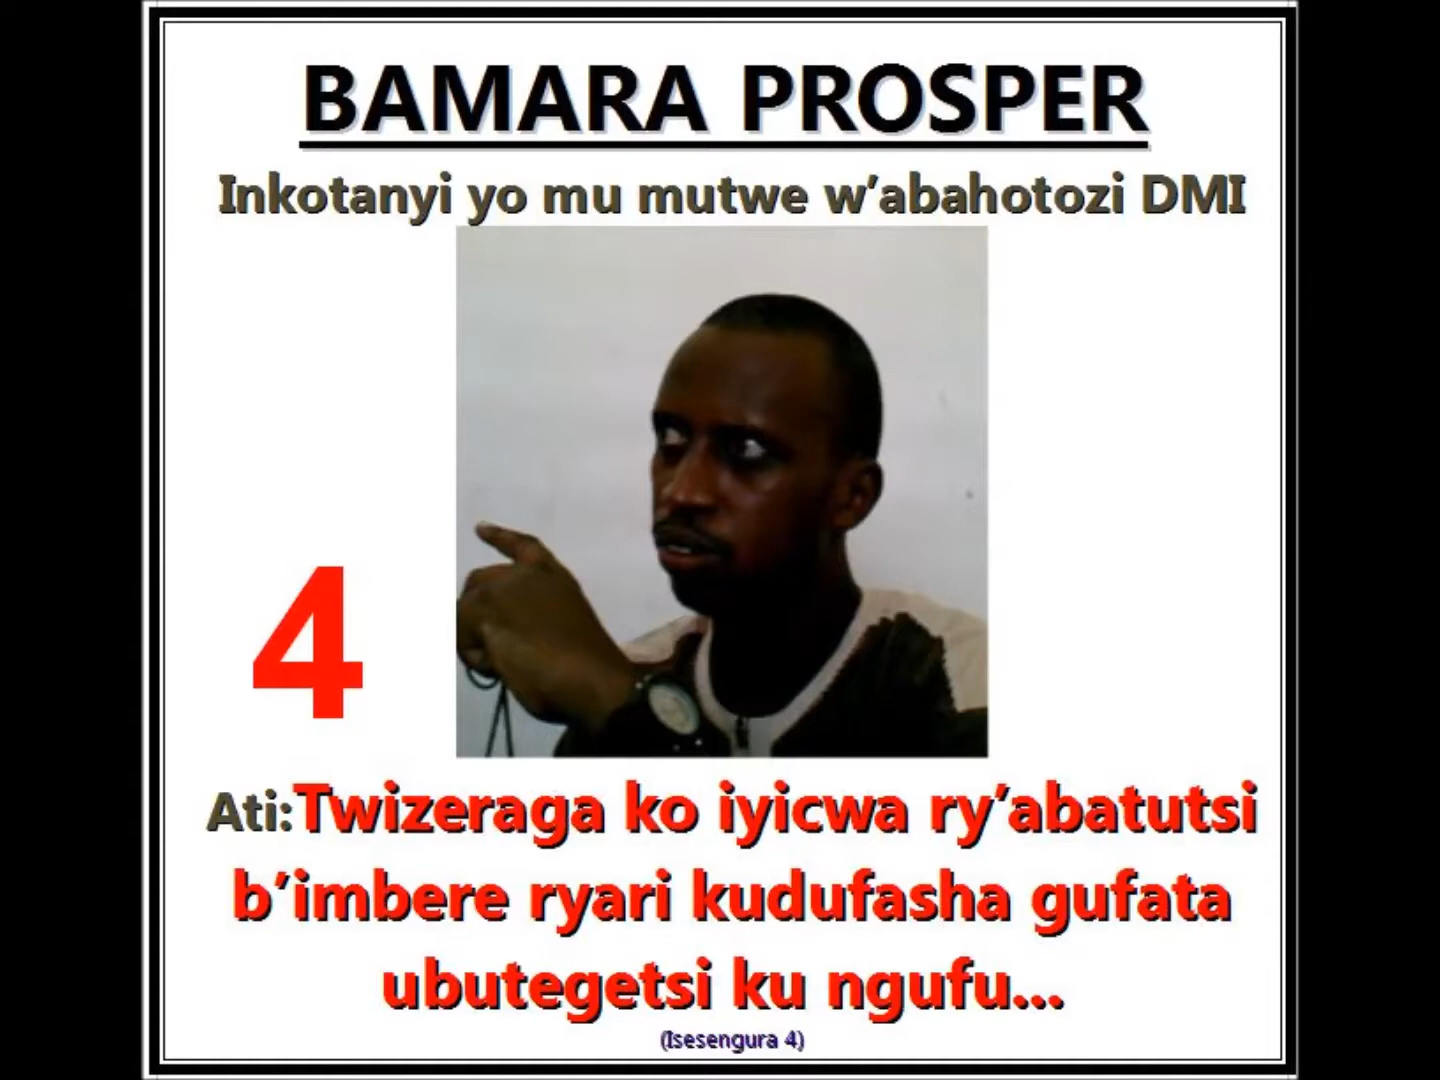 BAMARA PROSPER
Inkotanyi yo mu mutwe w'abahotozi DMI
4
Ati:Twizeraga ko iyicwa ry'abatutsi
b'imbere ryari kudufasha gufata
ubutegetsi ku ngufu...
(Isesengura 4)